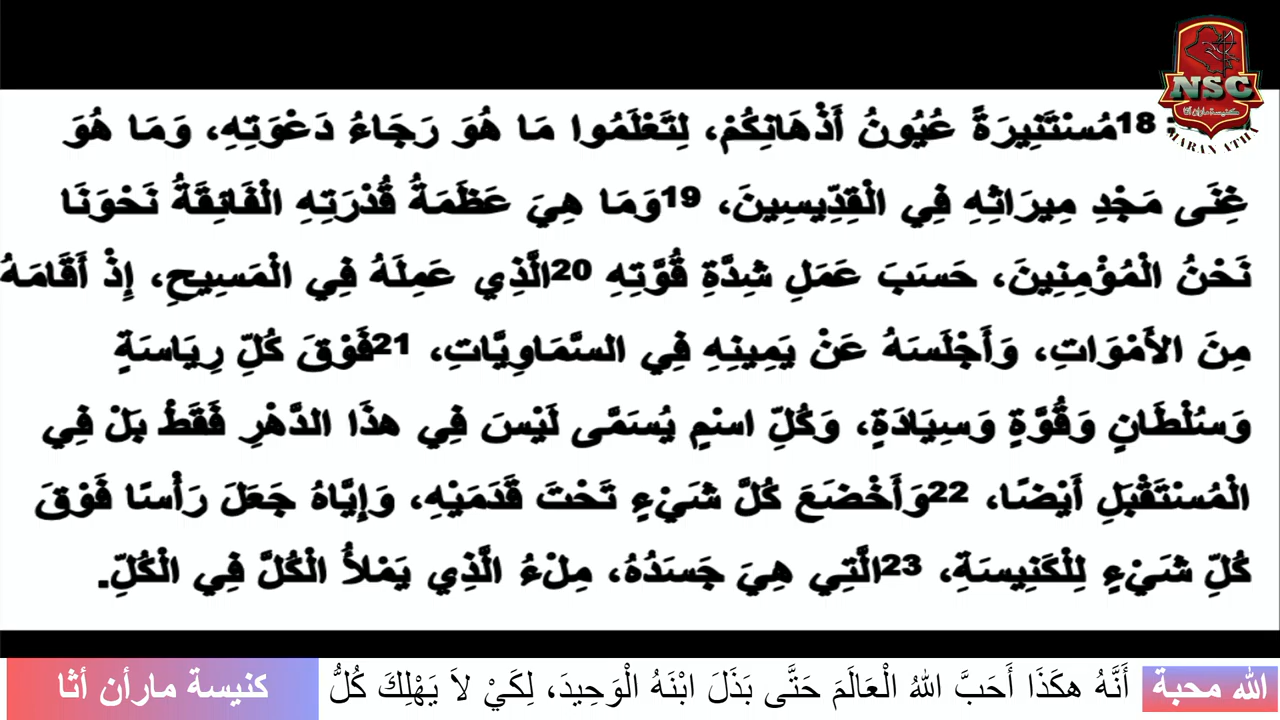 NSC
كنيسة ماران أثا
MARAN ATHA
18مُسْتَنِيرَةً عُيُونُ أَذْهَانِكُمْ، لِتَعْلَمُوا مَا هُوَ رَجَاءُ دَعْوَتِهِ، وَمَا هُوَ
غِنَى مَجْدِ مِيرَاثِهِ فِي الْقِدِّيسِينَ، 19وَمَا هِيَ عَظَمَةُ قُدْرَتِهِ الْفَائِقَةُ نَحْوَنَا
نَحْنُ الْمُؤْمِنِينَ، حَسَبَ عَمَلِ شِدَّةِ قُوَّتِهِ 20الَّذِي عَمِلَهُ فِي الْمَسِيحِ، إِذْ أَقَامَهُ
مِنَ الأَمْوَاتِ، وَأَجْلَسَهُ عَنْ يَمِينِهِ فِي السَّمَاوِيَّاتِ، 21فَوْقَ كُلِّ رِيَاسَةٍ
وَسُلْطَانٍ وَقُوَّةٍ وَسِيَادَةٍ، وَكُلِّ اسْمٍ يُسَمَّى لَيْسَ فِي هذَا الدَّهْرِ فَقَطْ بَلْ فِي
الْمُسْتَقْبَلِ أَيْضًا، 22وَأَخْضَعَ كُلَّ شَيْءٍ تَحْتَ قَدَمَيْهِ، وَإِيَّاهُ جَعَلَ رَأْسًا فَوْقَ
كُلِّ شَيْءٍ لِلْكَنِيسَةِ، 23الَّتِي هِيَ جَسَدُهُ، مِلْءُ الَّذِي يَمْلأُ الْكُلَّ فِي الْكُلِّ.
الله محبة
أَنَّهُ هكَذَا أَحَبَّ اللهُ الْعَالَمَ حَتَّى بَذَلَ ابْنَهُ الْوَحِيدَ، لِكَيْ لاَ يَهْلِكَ كُلُّ
كنيسة مارأن أثا